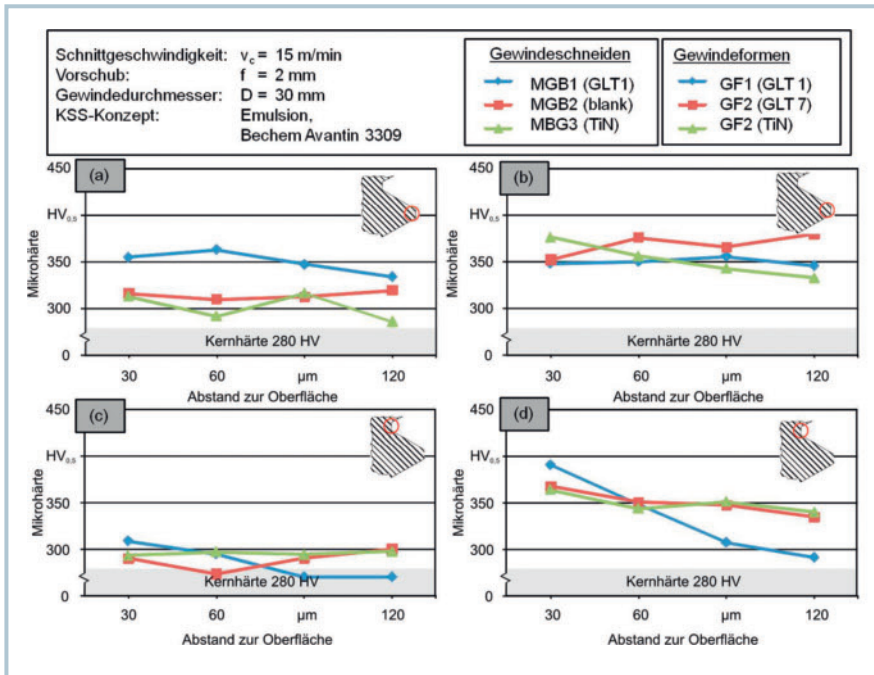 Schnittgeschwindigkeit: vc = 15 m/min
Vorschub: f = 2 mm
Gewindedurchmesser: D = 30 mm
KSS-Konzept: Emulsion,
Bechem Avantin 3309
Gewindeschneiden
MGB1 (GLT1)
MGB2 (blank)
MBG3 (TiN)
Gewindeformen
GF1 (GLT 1)
GF2 (GLT 7)
GF2 (TiN)
(a)
450
HV0,5
350
300
0
Mikrohärte
Kernhärte 280 HV
30 60 µm 120
Abstand zur Oberfläche
(b)
450
HV0,5
350
300
0
Mikrohärte
Kernhärte 280 HV
30 60 µm 120
Abstand zur Oberfläche
(c)
450
HV0,5
350
300
0
Mikrohärte
Kernhärte 280 HV
30 60 µm 120
Abstand zur Oberfläche
(d)
450
HV0,5
350
300
0
Mikrohärte
Kernhärte 280 HV
30 60 µm 120
Abstand zur Oberfläche